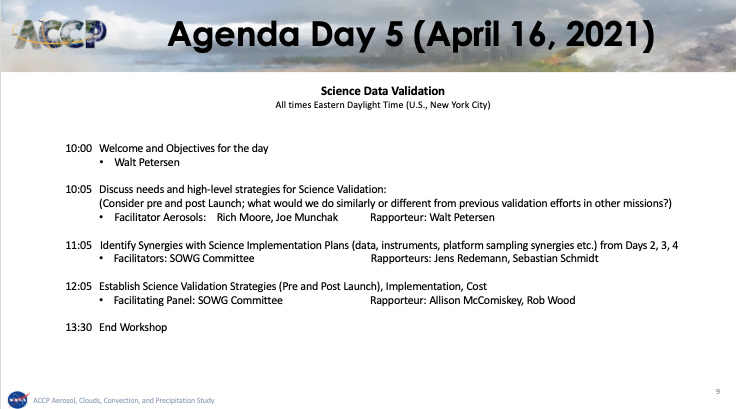 ACCP
Agenda Day 5 (April 16, 2021)
Science Data Validation
All times Eastern Daylight Time (U.S., New York City)
10:00 Welcome and Objectives for the day
• Walt Petersen
10:05 Discuss needs and high-level strategies for Science Validation:
(Consider pre and post Launch; what would we do similarly or different from previous validation efforts in other missions?)
• Facilitator Aerosols: Rich Moore, Joe Munchak Rapporteur: Walt Petersen
11:05 Identify Synergies with Science Implementation Plans (data, instruments, platform sampling synergies etc.) from Days 2, 3, 4
• Facilitators: SOWG Committee Rapporteurs: Jens Redemann, Sebastian Schmidt
12:05 Establish Science Validation Strategies (Pre and Post Launch), Implementation, Cost
• Facilitating Panel: SOWG Committee Rapporteur: Allison McComiskey, Rob Wood
13:30 End Workshop
NASA
ACCP Aerosol, Clouds, Convection, and Precipitation Study
9